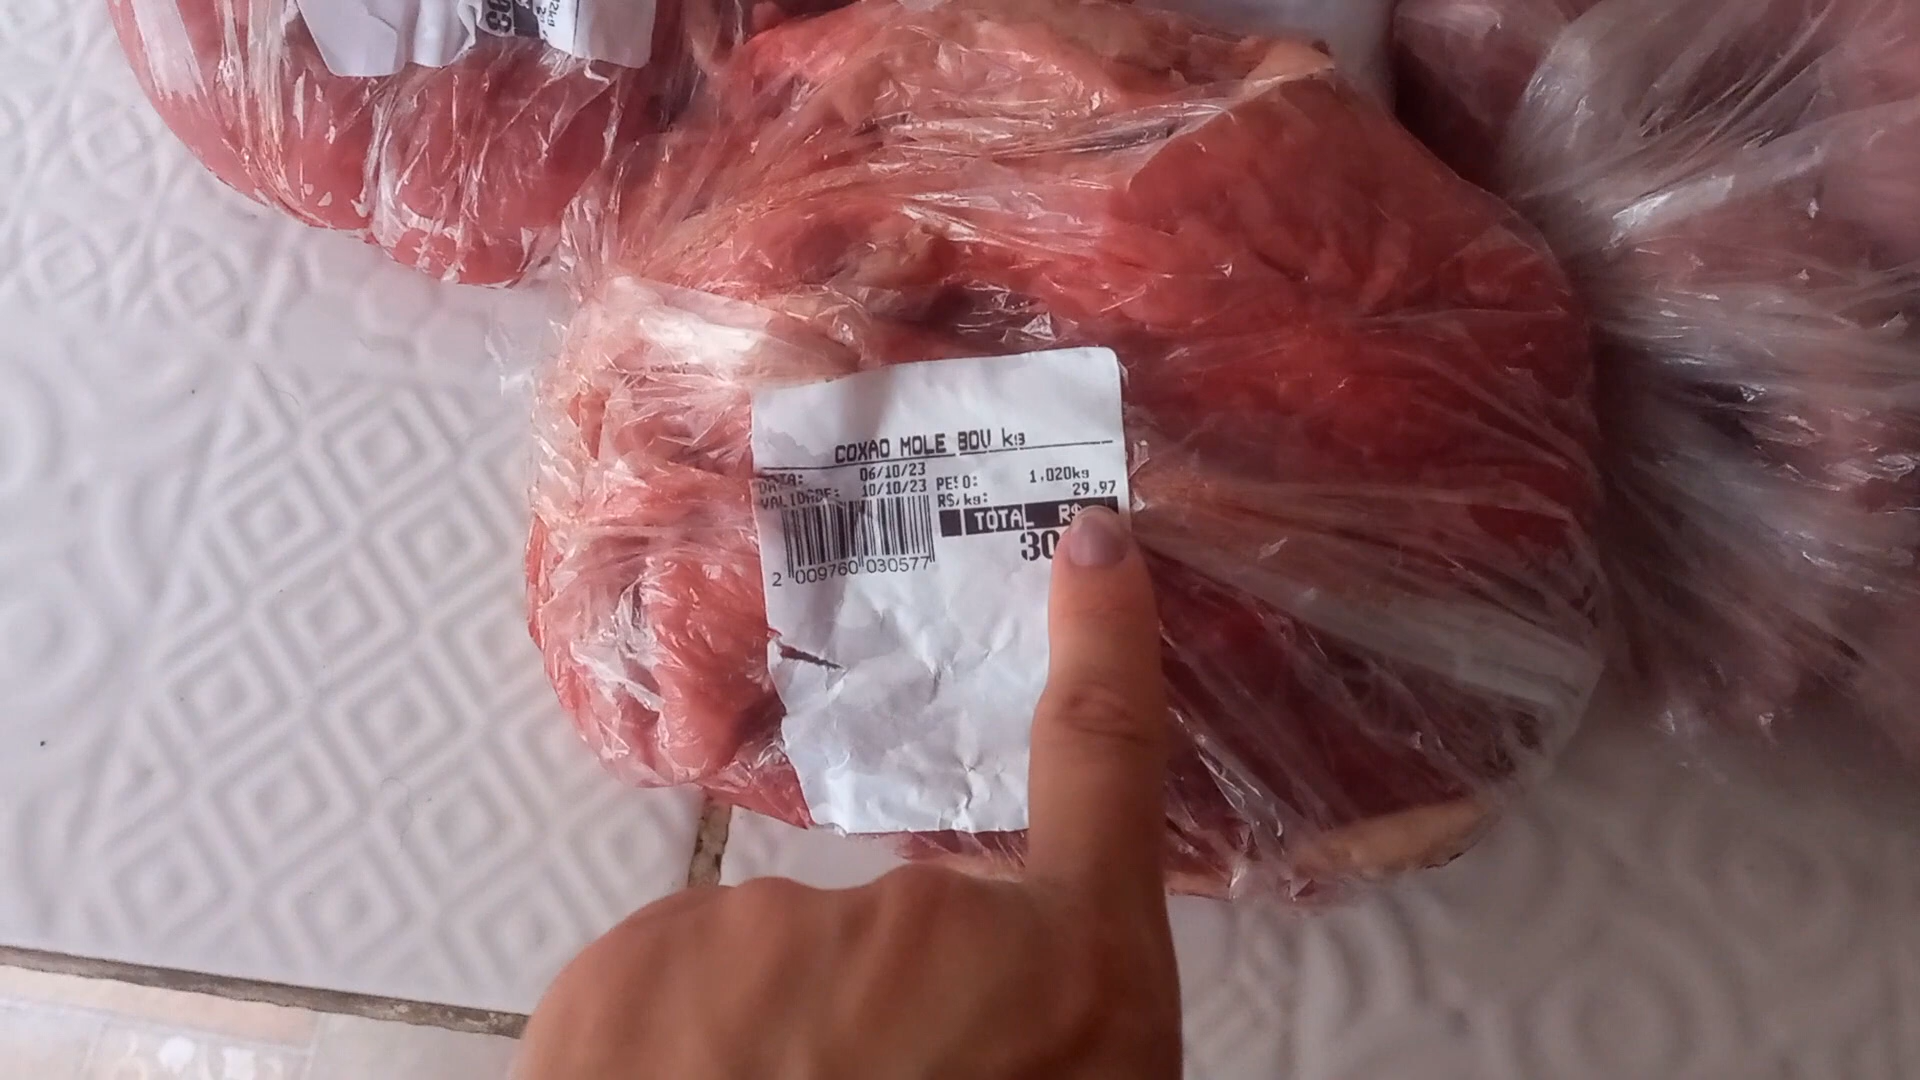 COXAO MOLE BOV kg
DATA: 06/10/23
VALIDADE: 10/10/23
PESO: 1,020kg
R$/kg: 29,97
TOTAL R$
30
2 009760 030577